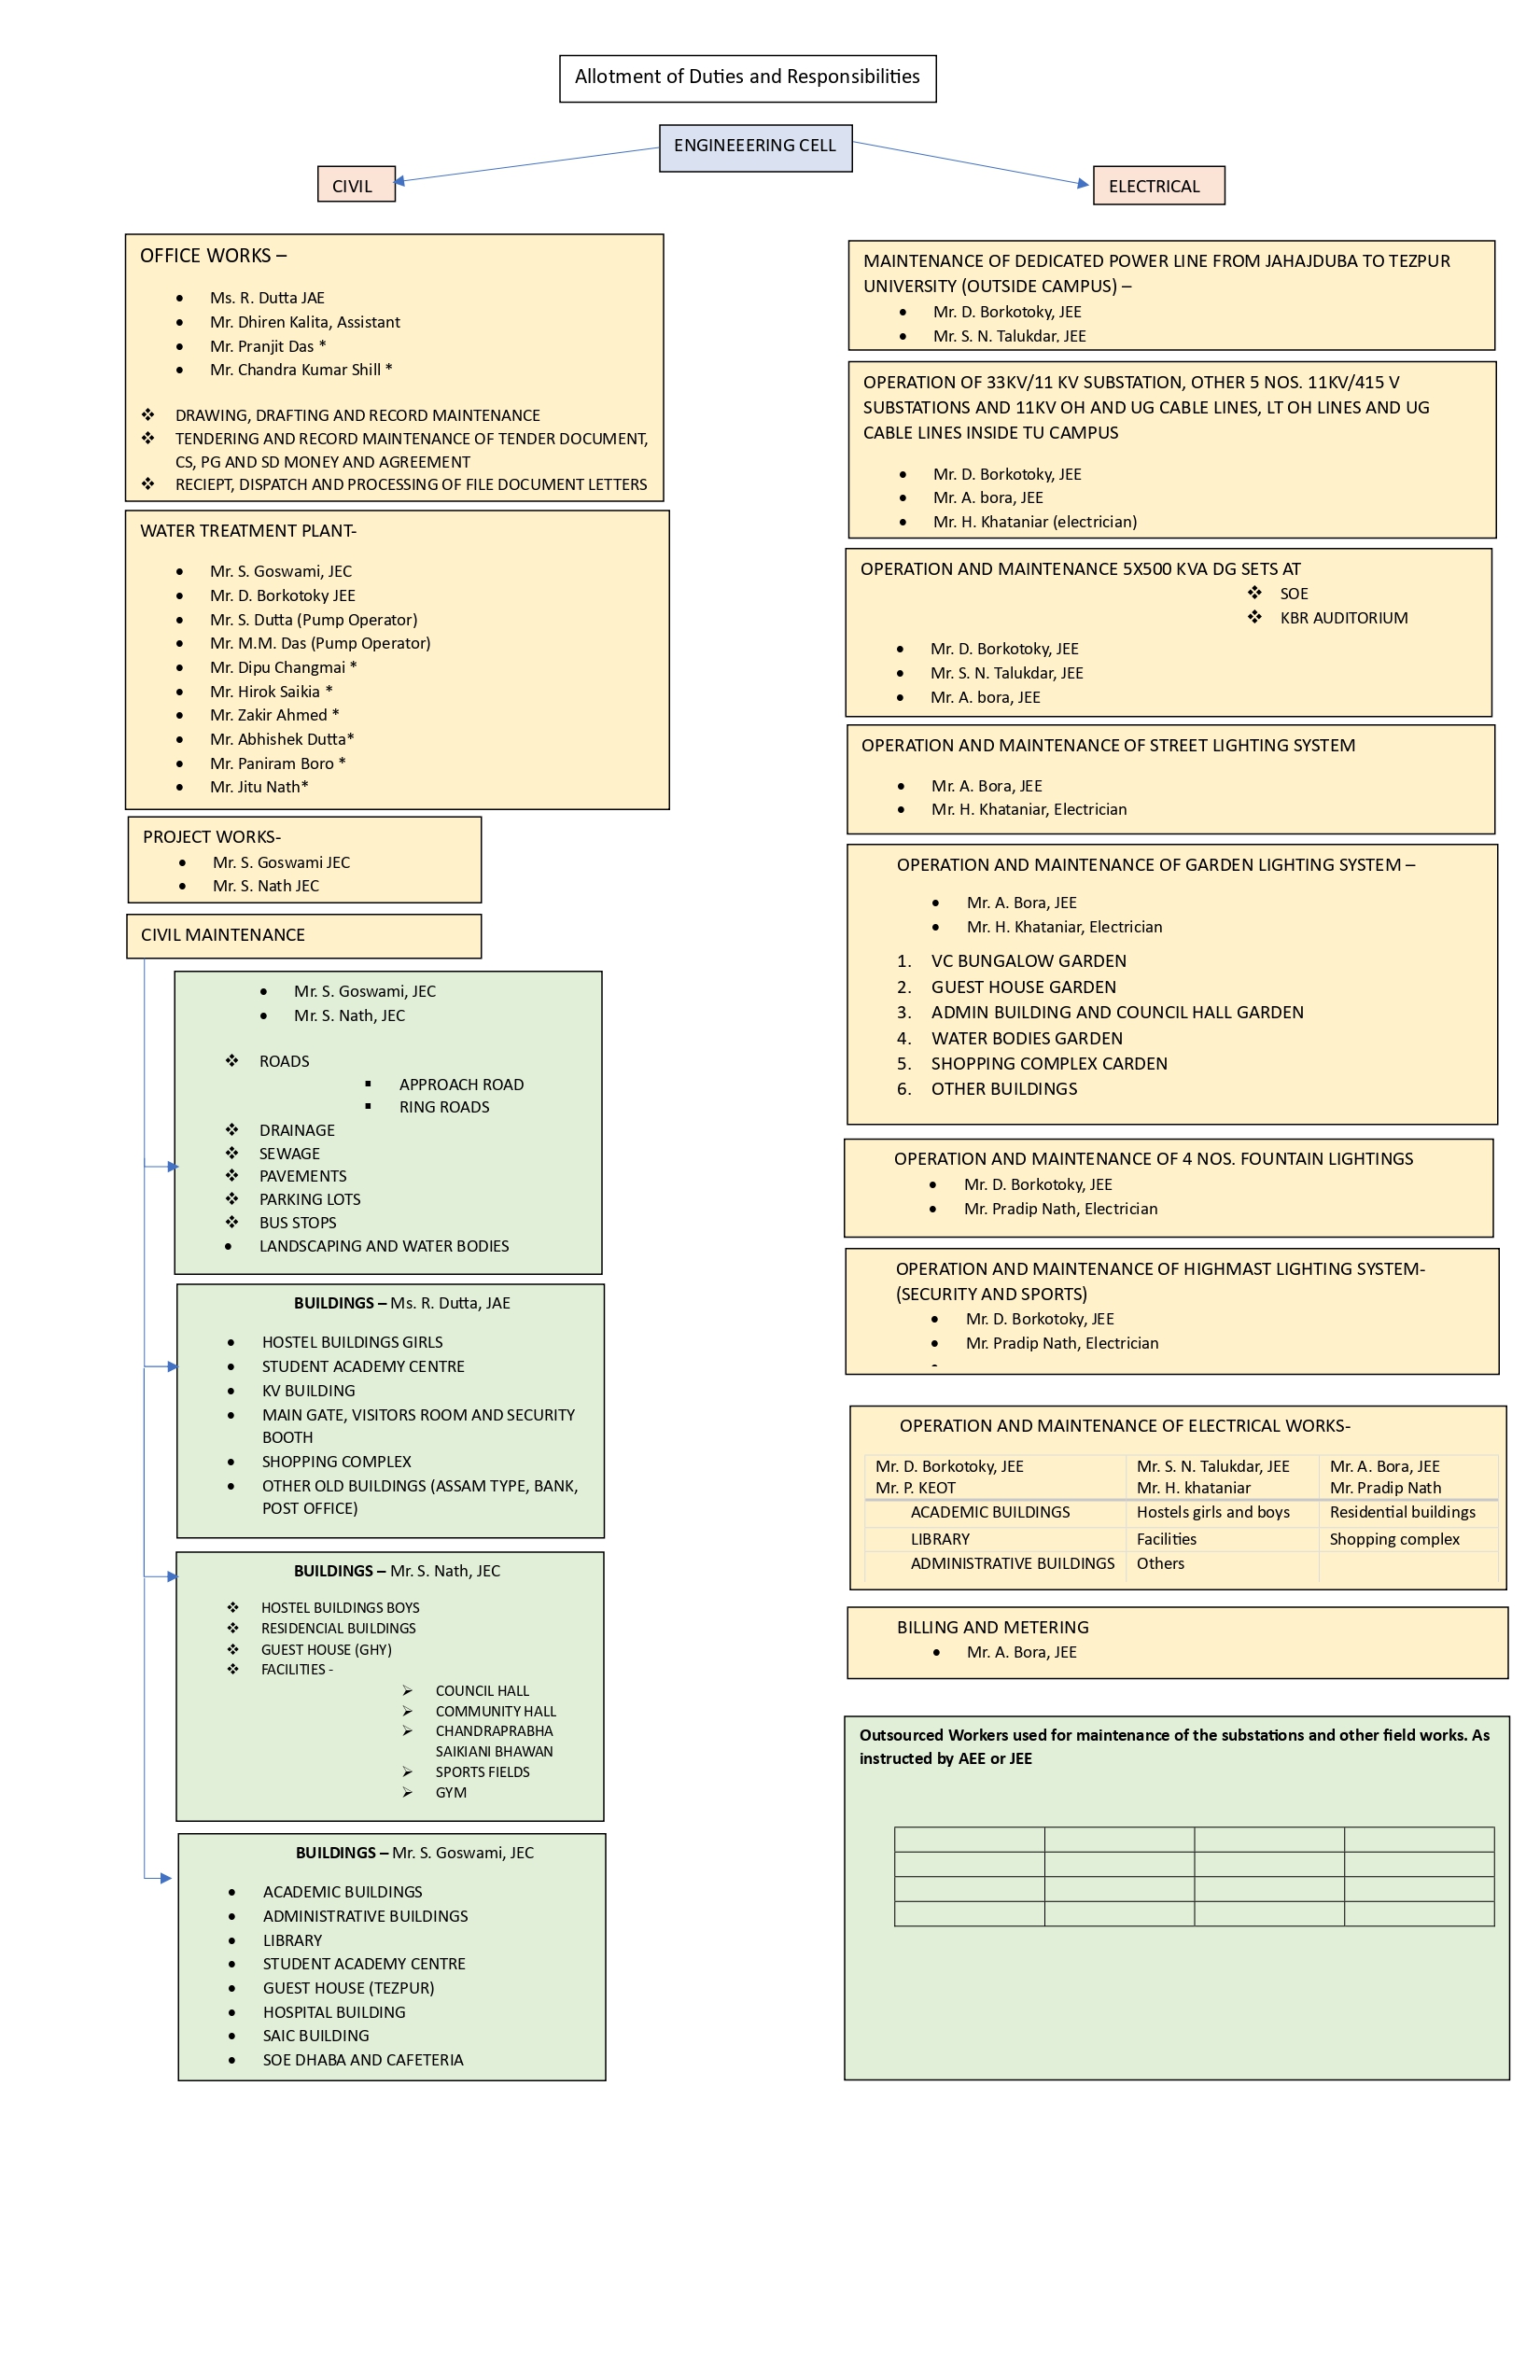 Allotment of Duties and Responsibilities
ENGINEEERING CELL
CIVIL
ELECTRICAL
OFFICE WORKS –
• Ms. R. Dutta JAE
• Mr. Dhiren Kalita, Assistant
• Mr. Pranjit Das *
• Mr. Chandra Kumar Shill *
❖ DRAWING, DRAFTING AND RECORD MAINTENANCE
❖ TENDERING AND RECORD MAINTENANCE OF TENDER DOCUMENT,
CS, PG AND SD MONEY AND AGREEMENT
❖ RECIEPT, DISPATCH AND PROCESSING OF FILE DOCUMENT LETTERS
WATER TREATMENT PLANT-
• Mr. S. Goswami, JEC
• Mr. D. Borkotoky JEE
• Mr. S. Dutta (Pump Operator)
• Mr. M.M. Das (Pump Operator)
• Mr. Dipu Changmai *
• Mr. Hirok Saikia *
• Mr. Zakir Ahmed *
• Mr. Abhishek Dutta*
• Mr. Paniram Boro *
• Mr. Jitu Nath*
PROJECT WORKS-
• Mr. S. Goswami JEC
• Mr. S. Nath JEC
CIVIL MAINTENANCE
• Mr. S. Goswami, JEC
• Mr. S. Nath, JEC
❖ ROADS
▪ APPROACH ROAD
▪ RING ROADS
❖ DRAINAGE
❖ SEWAGE
❖ PAVEMENTS
❖ PARKING LOTS
❖ BUS STOPS
• LANDSCAPING AND WATER BODIES
BUILDINGS – Ms. R. Dutta, JAE
• HOSTEL BUILDINGS GIRLS
• STUDENT ACADEMY CENTRE
• KV BUILDING
• MAIN GATE, VISITORS ROOM AND SECURITY
BOOTH
• SHOPPING COMPLEX
• OTHER OLD BUILDINGS (ASSAM TYPE, BANK,
POST OFFICE)
BUILDINGS – Mr. S. Nath, JEC
❖ HOSTEL BUILDINGS BOYS
❖ RESIDENCIAL BUILDINGS
❖ GUEST HOUSE (GHY)
❖ FACILITIES -
➢ COUNCIL HALL
➢ COMMUNITY HALL
➢ CHANDRAPRABHA
SAIKIANI BHAWAN
➢ SPORTS FIELDS
➢ GYM
BUILDINGS – Mr. S. Goswami, JEC
• ACADEMIC BUILDINGS
• ADMINISTRATIVE BUILDINGS
• LIBRARY
• STUDENT ACADEMY CENTRE
• GUEST HOUSE (TEZPUR)
• HOSPITAL BUILDING
• SAIC BUILDING
• SOE DHABA AND CAFETERIA
MAINTENANCE OF DEDICATED POWER LINE FROM JAHAJDUBA TO TEZPUR
UNIVERSITY (OUTSIDE CAMPUS) –
• Mr. D. Borkotoky, JEE
• Mr. S. N. Talukdar, JEE
OPERATION OF 33KV/11 KV SUBSTATION, OTHER 5 NOS. 11KV/415 V
SUBSTATIONS AND 11KV OH AND UG CABLE LINES, LT OH LINES AND UG
CABLE LINES INSIDE TU CAMPUS
• Mr. D. Borkotoky, JEE
• Mr. A. bora, JEE
• Mr. H. Khataniar (electrician)
OPERATION AND MAINTENANCE 5X500 KVA DG SETS AT
❖ SOE
❖ KBR AUDITORIUM
• Mr. D. Borkotoky, JEE
• Mr. S. N. Talukdar, JEE
• Mr. A. bora, JEE
OPERATION AND MAINTENANCE OF STREET LIGHTING SYSTEM
• Mr. A. Bora, JEE
• Mr. H. Khataniar, Electrician
OPERATION AND MAINTENANCE OF GARDEN LIGHTING SYSTEM –
• Mr. A. Bora, JEE
• Mr. H. Khataniar, Electrician
1. VC BUNGALOW GARDEN
2. GUEST HOUSE GARDEN
3. ADMIN BUILDING AND COUNCIL HALL GARDEN
4. WATER BODIES GARDEN
5. SHOPPING COMPLEX CARDEN
6. OTHER BUILDINGS
OPERATION AND MAINTENANCE OF 4 NOS. FOUNTAIN LIGHTINGS
• Mr. D. Borkotoky, JEE
• Mr. Pradip Nath, Electrician
OPERATION AND MAINTENANCE OF HIGHMAST LIGHTING SYSTEM-
(SECURITY AND SPORTS)
• Mr. D. Borkotoky, JEE
• Mr. Pradip Nath, Electrician
OPERATION AND MAINTENANCE OF ELECTRICAL WORKS-
Mr. D. Borkotoky, JEE Mr. S. N. Talukdar, JEE Mr. A. Bora, JEE
Mr. P. KEOT Mr. H. khataniar Mr. Pradip Nath
ACADEMIC BUILDINGS Hostels girls and boys Residential buildings
LIBRARY Facilities Shopping complex
ADMINISTRATIVE BUILDINGS Others
BILLING AND METERING
• Mr. A. Bora, JEE
Outsourced Workers used for maintenance of the substations and other field works. As
instructed by AEE or JEE